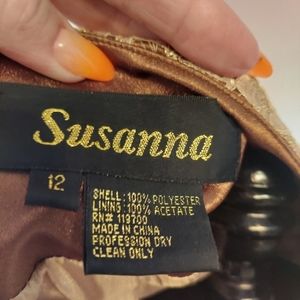 Susanna
12
SHELL: 100% POLYESTER
LINING: 100% ACETATE
RN# 119700
MADE IN CHINA
PROFESSION DRY
CLEAN ONLY